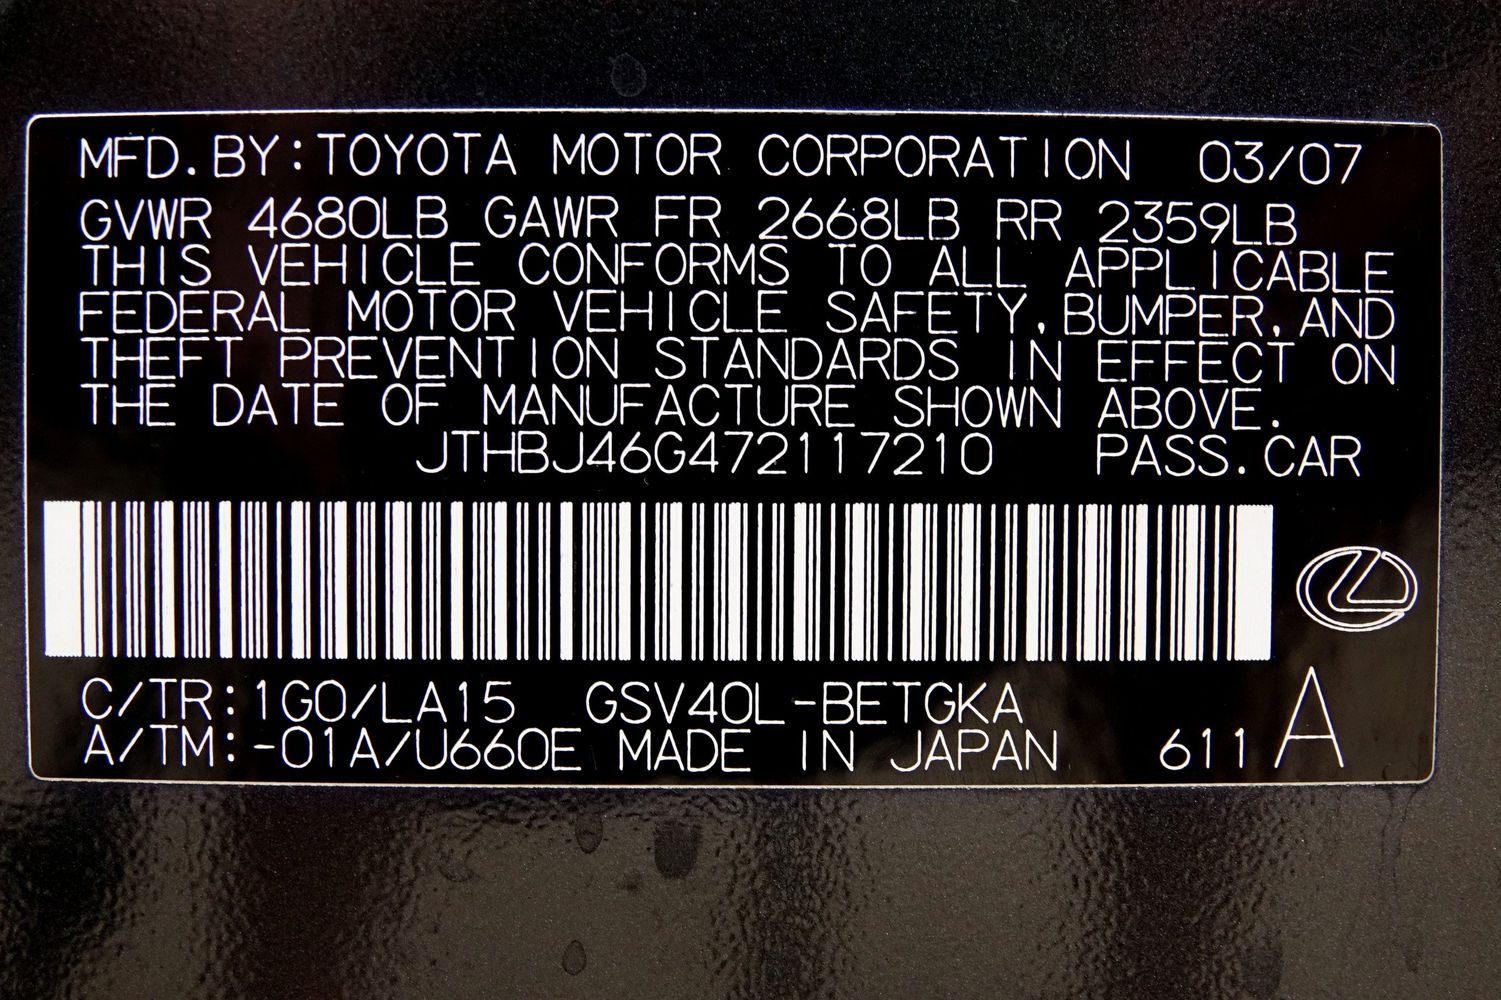 MFD. BY: TOYOTA MOTOR CORPORATION 03/07
GVWR 4680LB GAWR FR 2668LB RR 2359LB
THIS VEHICLE CONFORMS TO ALL APPLICABLE
FEDERAL MOTOR VEHICLE SAFETY, BUMPER, AND
THEFT PREVENTION STANDARDS IN EFFECT ON
THE DATE OF MANUFACTURE SHOWN ABOVE.
JTHBJ46G472117210 PASS. CAR
C/TR: 1G0/LA15 GSV40L-BETGKA
A/TM: -01A/U660E MADE IN JAPAN 611 A